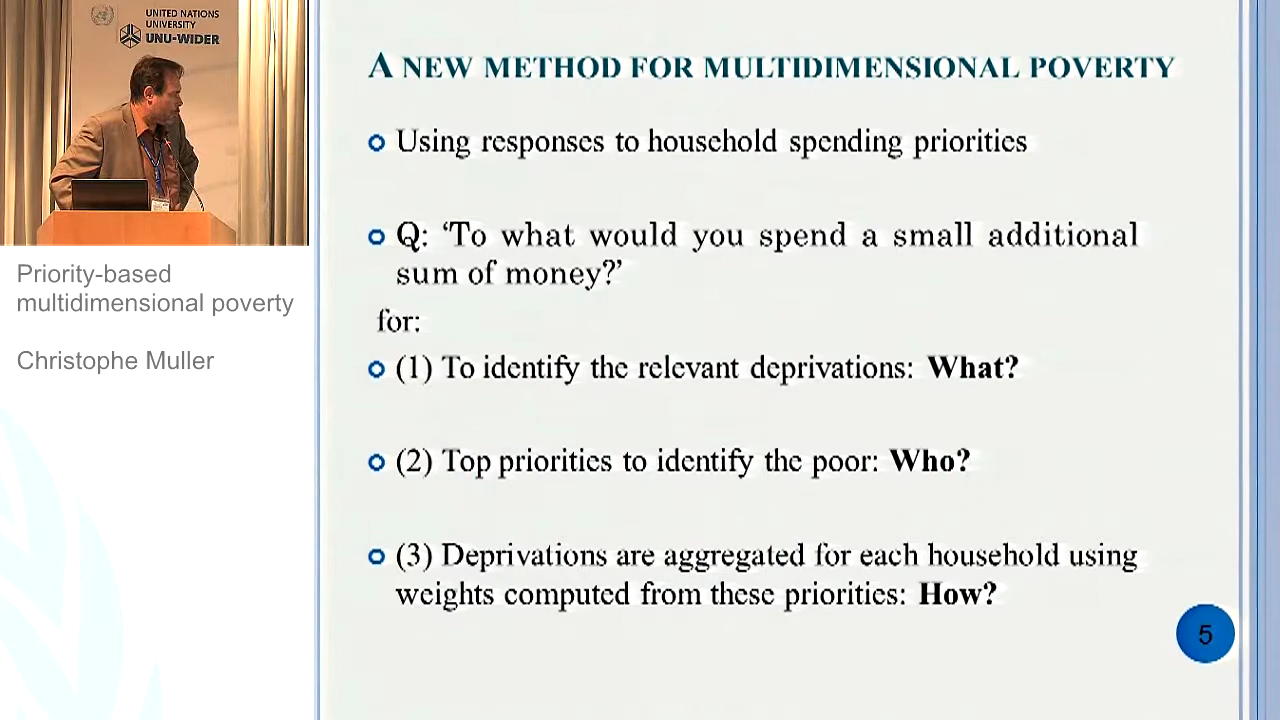 UNITED NATIONS
UNIVERSITY
UNU-WIDER
Priority-based
multidimensional poverty
Christophe Muller
A NEW METHOD FOR MULTIDIMENSIONAL POVERTY
Using responses to household spending priorities
Q: ‘To what would you spend a small additional
sum of money?’
for:
(1) To identify the relevant deprivations: What?
(2) Top priorities to identify the poor: Who?
(3) Deprivations are aggregated for each household using
weights computed from these priorities: How?
5